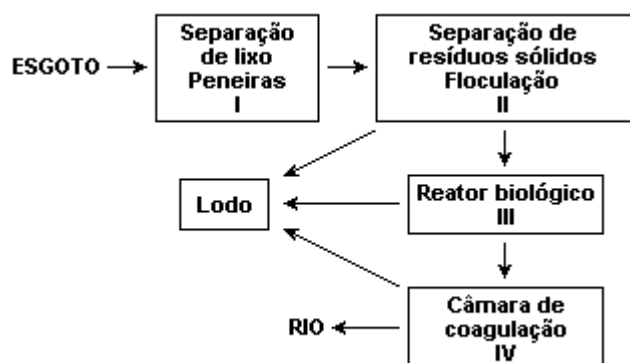 ESGOTO
Separação
de lixo
Peneiras
I
Separação de
resíduos sólidos
Floculação
II
Lodo
Reator biológico
III
RIO
Câmara de
coagulação
IV